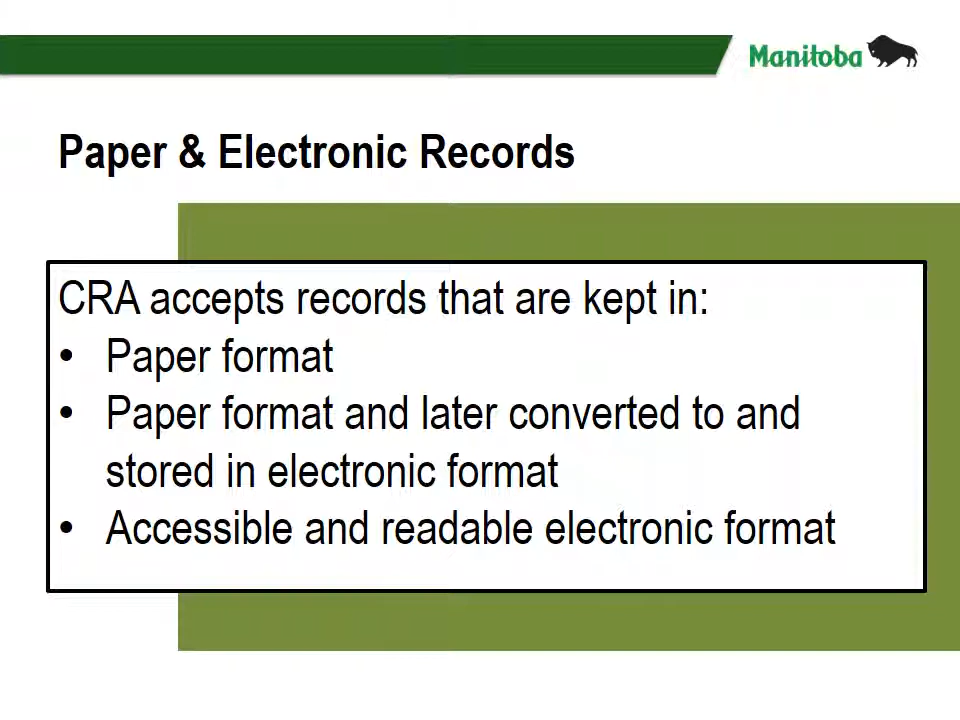 Manitoba
Paper & Electronic Records
CRA accepts records that are kept in:
• Paper format
• Paper format and later converted to and
stored in electronic format
• Accessible and readable electronic format